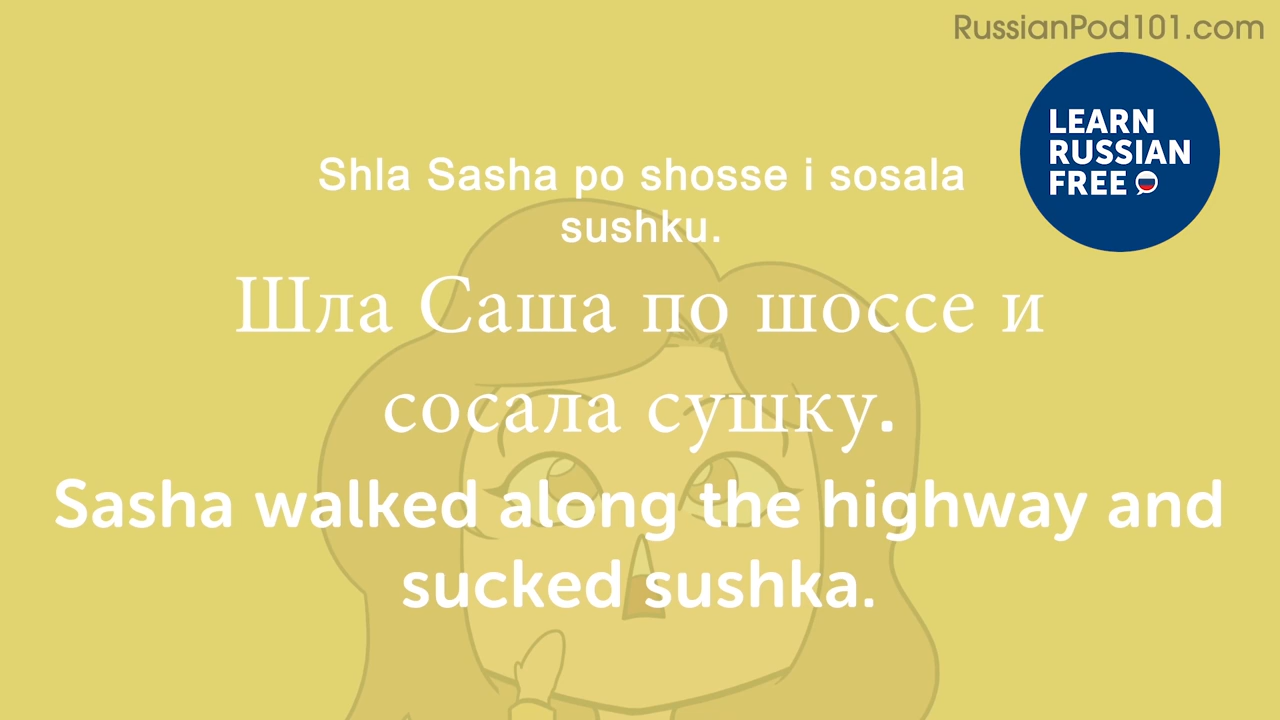 RussianPod101.com
LEARN
RUSSIAN
FREE
Shla Sasha po shosse i sosala
sushku.
Шла Саша по шоссе и
сосала сушку.
Sasha walked along the highway and
sucked sushka.